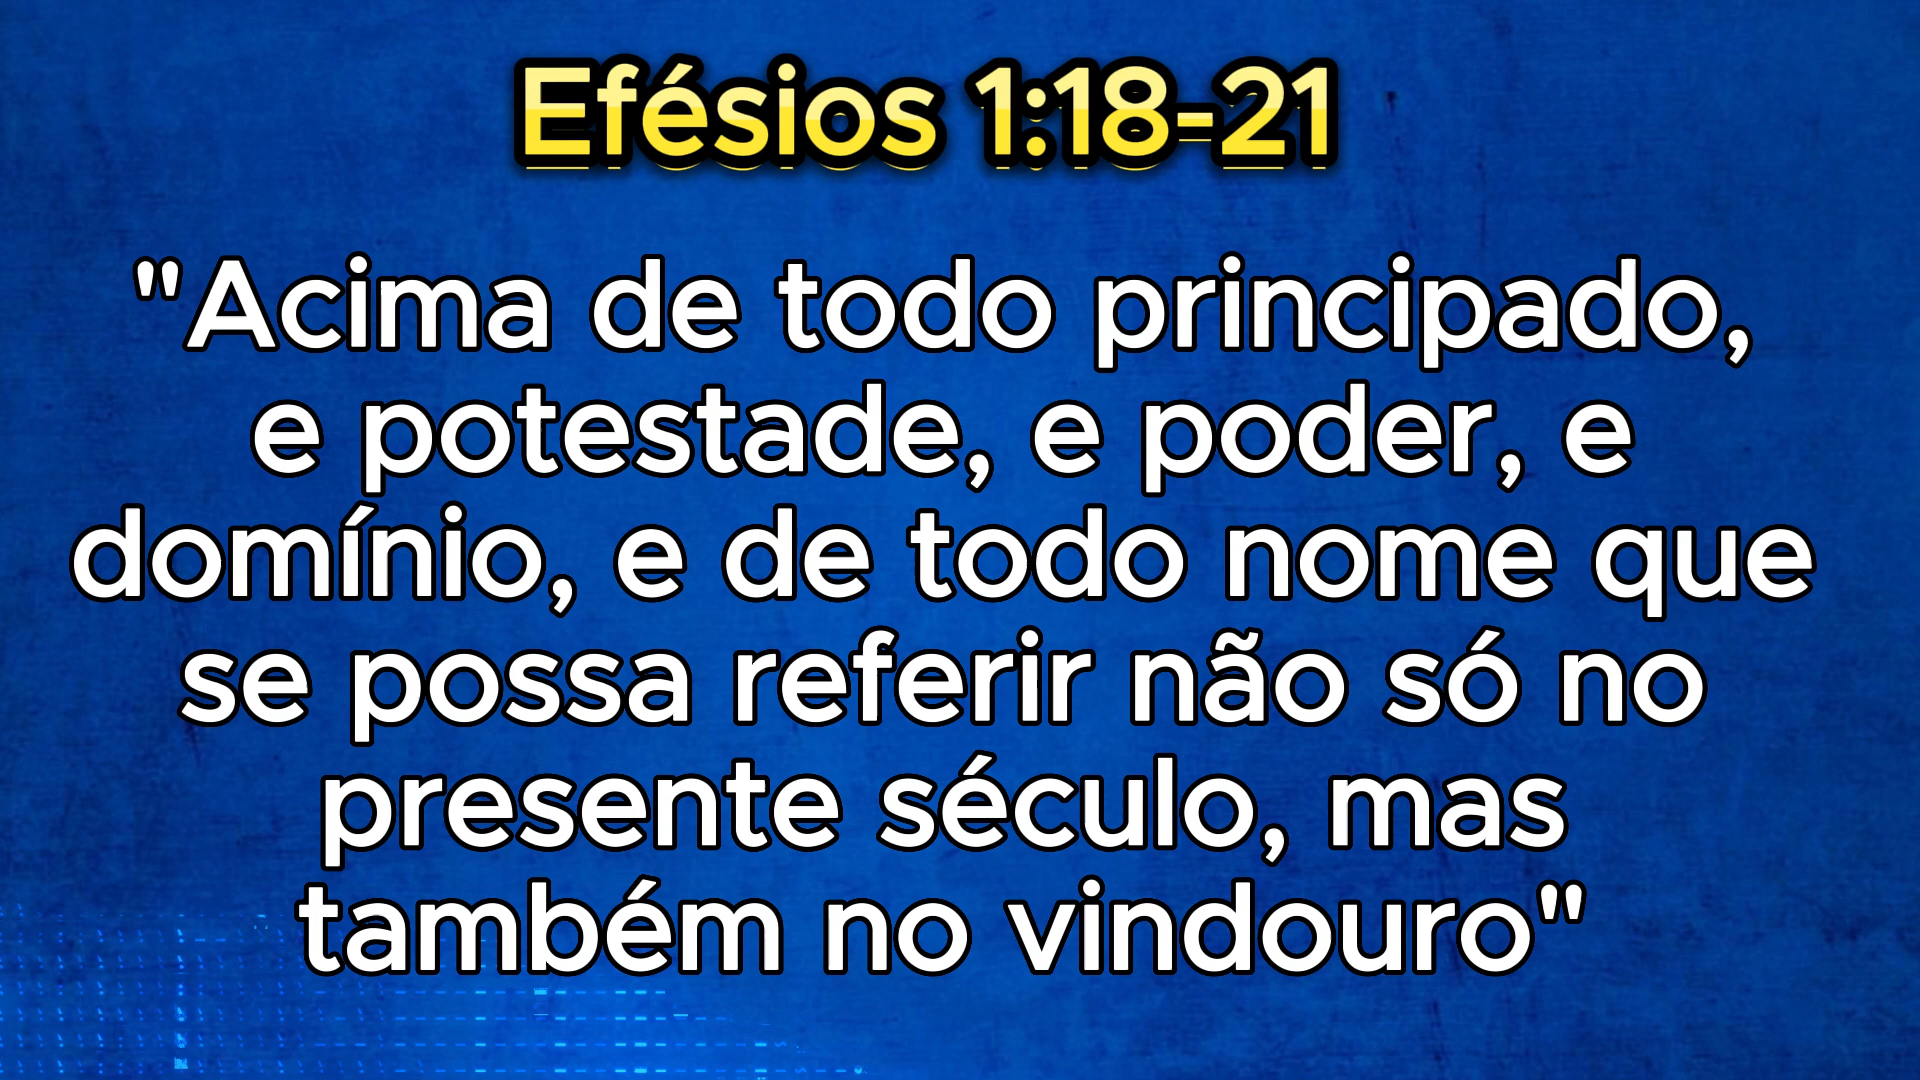 Efésios 1:18-21
"Acima de todo principado,
e potestade, e poder, e
domínio, e de todo nome que
se possa referir não só no
presente século, mas
também no vindouro"